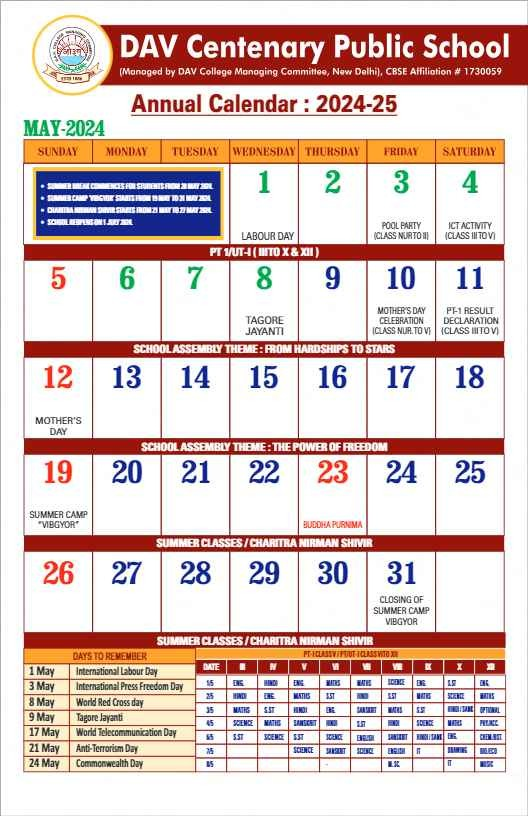 DAV Centenary Public School
(Managed by DAV College Managing Committee, New Delhi), CBSE Affiliation # 1730059
Annual Calendar : 2024-25
MAY-2024
SUNDAY MONDAY TUESDAY WEDNESDAY THURSDAY FRIDAY SATURDAY
• SUMMER BREAK COMMENCES FOR STUDENTS FROM 20 MAY 2024.
• SUMMER CAMP 'VIBGYOR' STARTS FROM 19 MAY TO 31 MAY 2024.
• CHARITRA NIRMAN SHIVIR STARTS FROM MAY TO MAY 2024.
• SCHOOL REOPENS ON 1 JULY 2024.
1 2 3 4
LABOUR DAY
POOL PARTY
(CLASS NUR TO II)
ICT ACTIVITY
(CLASS III TO V)
PT 1/UT-I ( IIITO X & XII )
5 6 7 8 9 10 11
TAGORE
JAYANTI
MOTHER'S DAY
CELEBRATION
(CLASS NUR.TO V)
PT-1 RESULT
DECLARATION
(CLASS III TO V)
SCHOOL ASSEMBLY THEME : FROM HARDSHIPS TO STARS
12 13 14 15 16 17 18
MOTHER'S
DAY
SCHOOL ASSEMBLY THEME : THE POWER OF FREEDOM
19 20 21 22 23 24 25
SUMMER CAMP
"VIBGYOR"
BUDDHA PURNIMA
SUMMER CLASSES / CHARITRA NIRMAN SHIVIR
26 27 28 29 30 31
CLOSING OF
SUMMER CAMP
VIBGYOR
SUMMER CLASSES / CHARITRA NIRMAN SHIVIR
DAYS TO REMEMBER
1 May International Labour Day
3 May International Press Freedom Day
8 May World Red Cross day
9 May Tagore Jayanti
17 May World Telecommunication Day
21 May Anti-Terrorism Day
24 May Commonwealth Day
PT-I CLASS V / PT/UT-I CLASS VI TO XII
DATE III IV V VI VII VIII IX X XII
1/5 ENG. HINDI ENG. MATHS MATHS SCIENCE ENG. S.ST ENG.
2/5 HINDI ENG. MATHS S.ST HINDI S.ST MATHS SCIENCE MATHS
3/5 MATHS S.ST HINDI ENG. SANSKRIT MATHS S.ST HINDI / SANS OPTIONAL
4/5 SCIENCE MATHS SANSKRIT HINDI S.ST HINDI SCIENCE MATHS PHY./ACC.
6/5 S.ST SCIENCE S.ST SCIENCE ENGLISH SANSKRIT HINDI / SANS ENG. CHEM/BST.
7/5 SCIENCE SANSKRIT SCIENCE ENGLISH IT DRAWING BIO./ECO
8/5 - M.SC. IT MUSIC